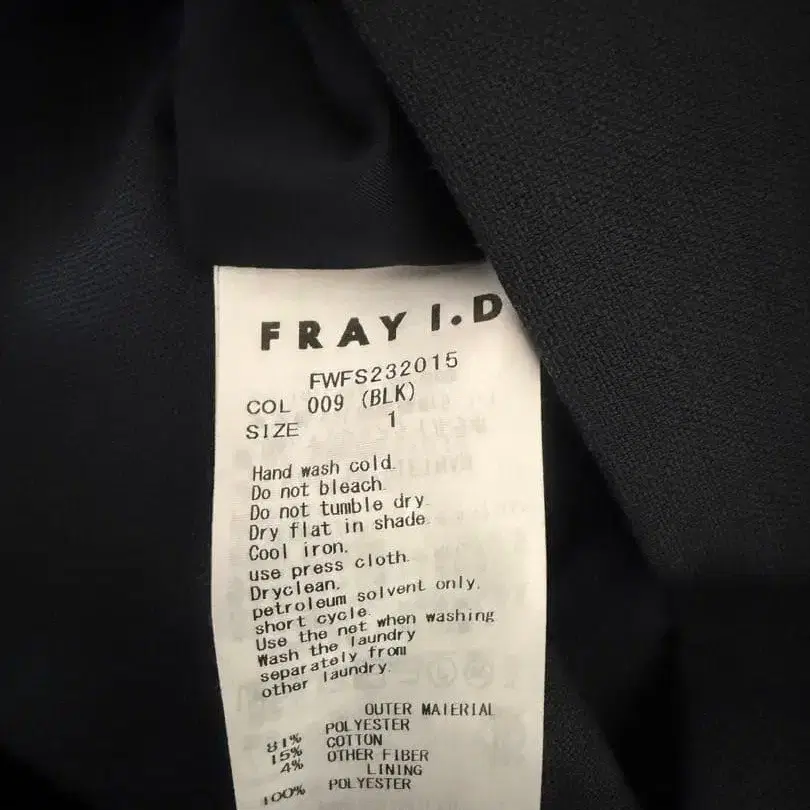 FRAY I.D
FWFS232015
COL 009 (BLK)
SIZE 1
Hand wash cold.
Do not bleach.
Do not tumble dry.
Dry flat in shade.
Cool iron.
use press cloth.
Dryclean.
petroleum solvent only.
short cycle.
Use the net when washing
Wash the laundry
separately from
other laundry.
OUTER MATERIAL
POLYESTER
81% COTTON
15% OTHER FIBER
4% LINING
100% POLYESTER